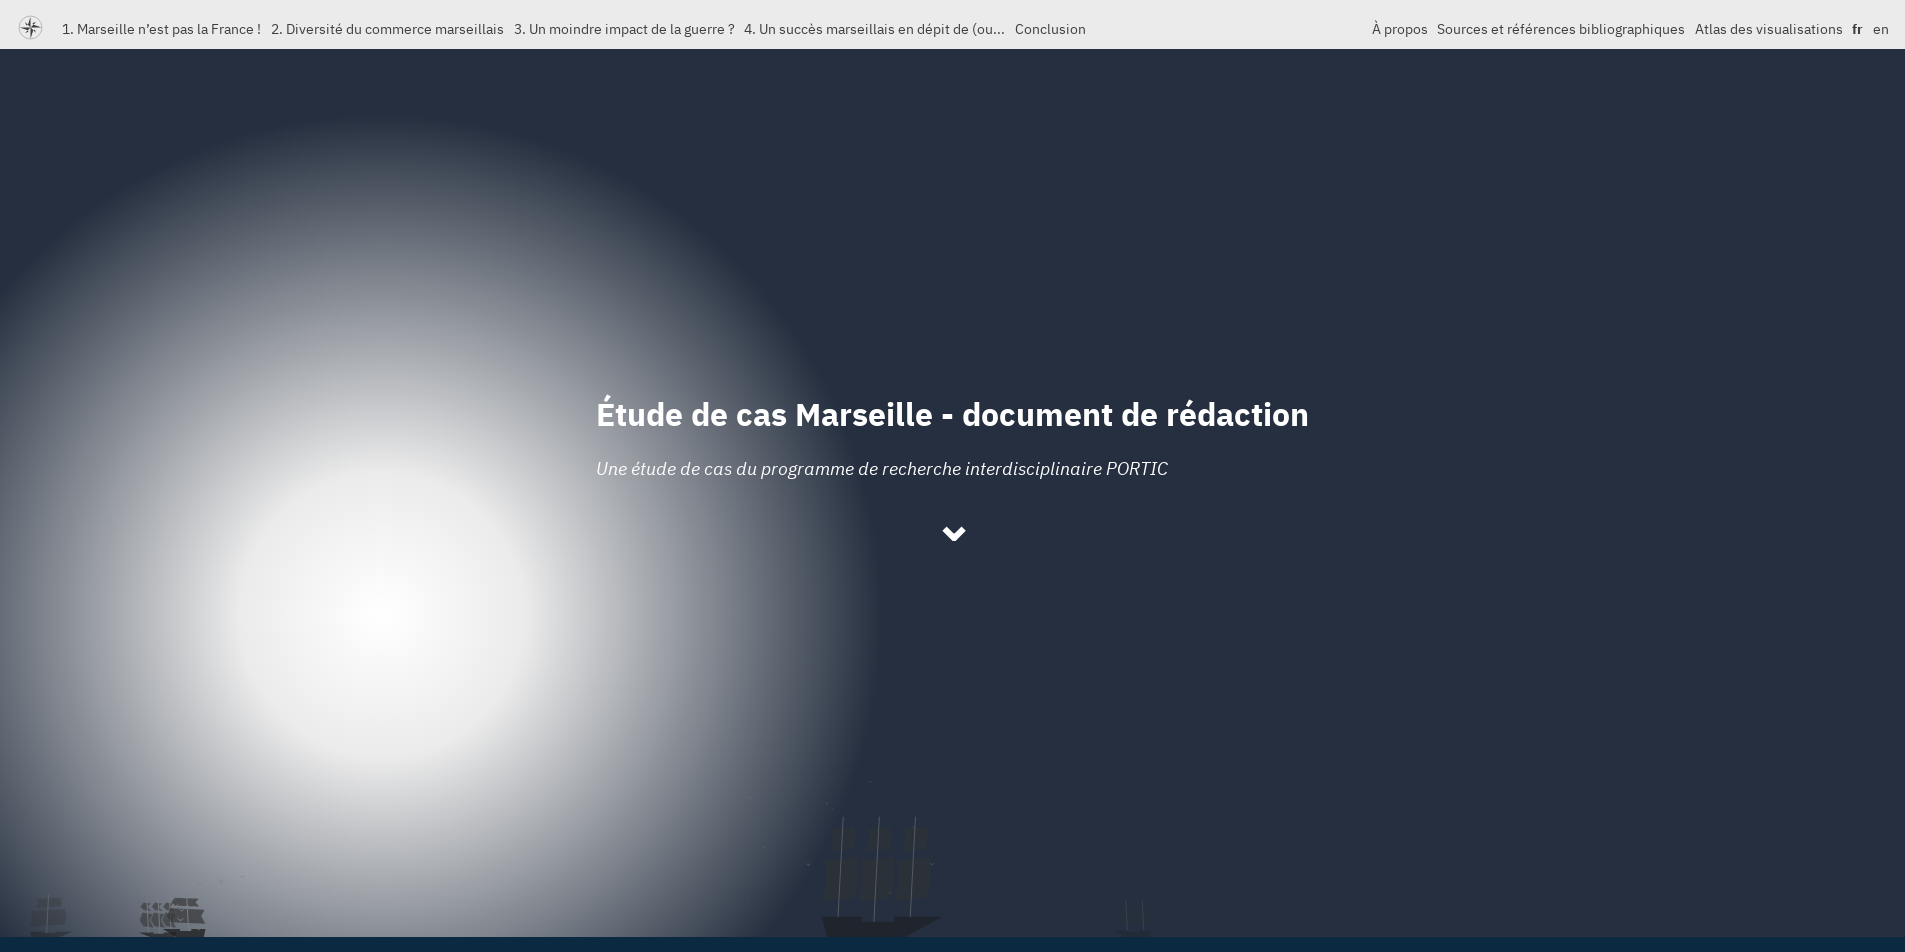 1. Marseille n’est pas la France ! 2. Diversité du commerce marseillais 3. Un moindre impact de la guerre ? 4. Un succès marseillais en dépit de (ou... Conclusion À propos Sources et références bibliographiques Atlas des visualisations fr en
Étude de cas Marseille - document de rédaction
Une étude de cas du programme de recherche interdisciplinaire PORTIC